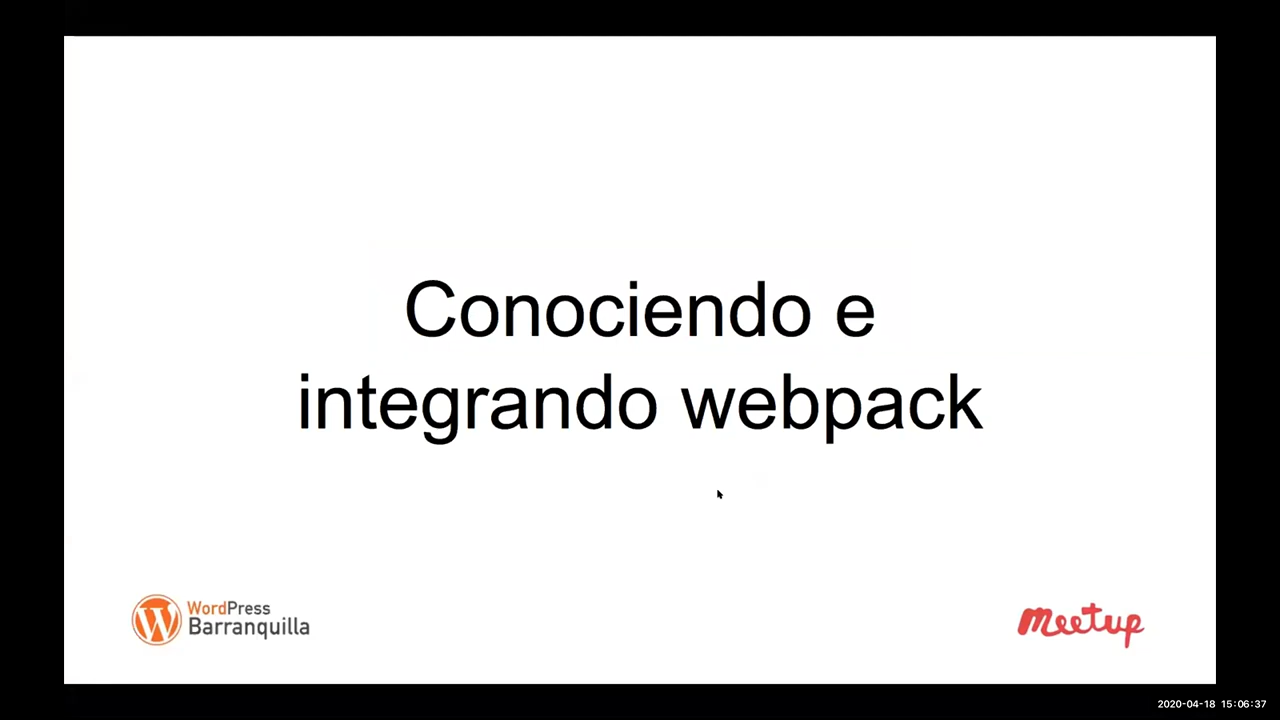 Conociendo e
integrando webpack
WordPress
Barranquilla
Meetup
2020-04-18 15:06:37